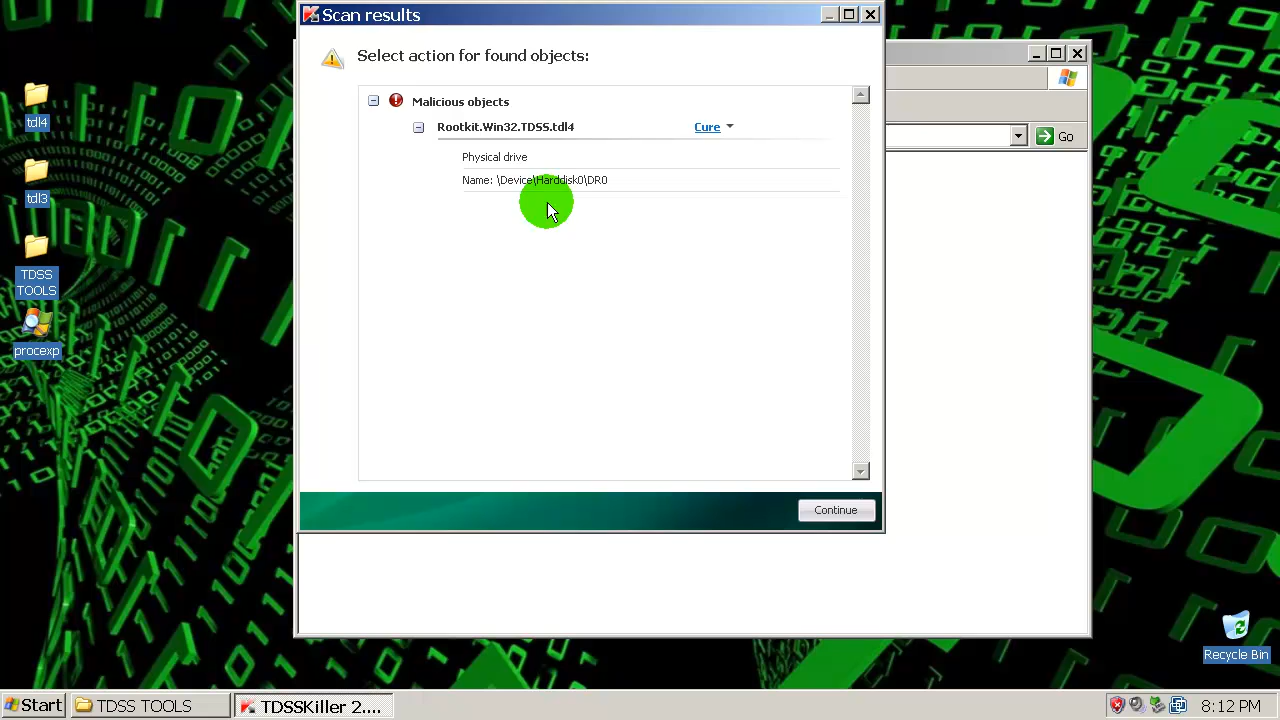 Scan results
Select action for found objects:
Malicious objects
Rootkit.Win32.TDSS.tdl4 Cure
Physical drive
Name: \Device\Harddisk0\DR0
Continue
Go
tdl4
tdl3
TDSS
TOOLS
procexp
Recycle Bin
Start
TDSS TOOLS
TDSSKiller 2....
8:12 PM